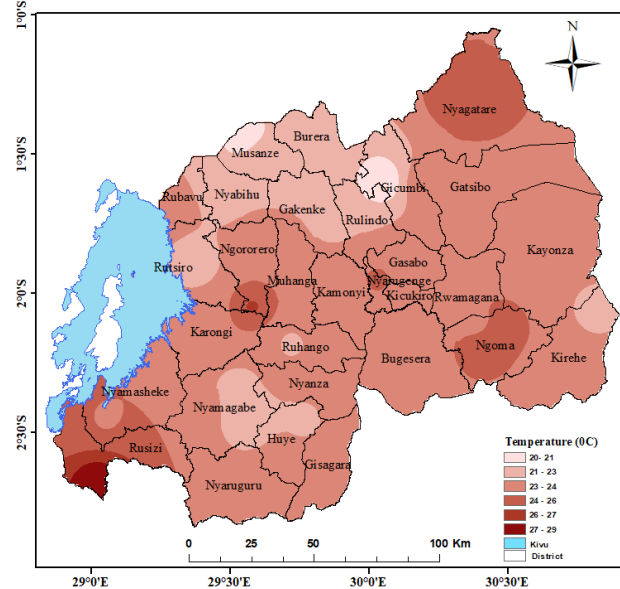 1°0'S
N
Nyagatare
Burera
Musanze
1°30'S
Gicumbi
Gatsibo
Rubavu
Nyabihu
Gakenke
Rulindo
Ngororero
Kayonza
Rutsiro
Gasabo
Muhanga
Nyarugenge
2°0'S
Kamonyi
Kicukiro
Rwamagana
Karongi
Ruhango
Ngoma
Bugesera
Kirehe
Nyanza
Nyamasheke
Nyamagabe
2°30'S
Huye
Rusizi
Gisagara
Nyaruguru
Temperature (0C)
20- 21
21 - 23
23 - 24
24 - 26
26 - 27
27 - 29
Kivu
District
0 25 50 100 Km
29°0'E 29°30'E 30°0'E 30°30'E